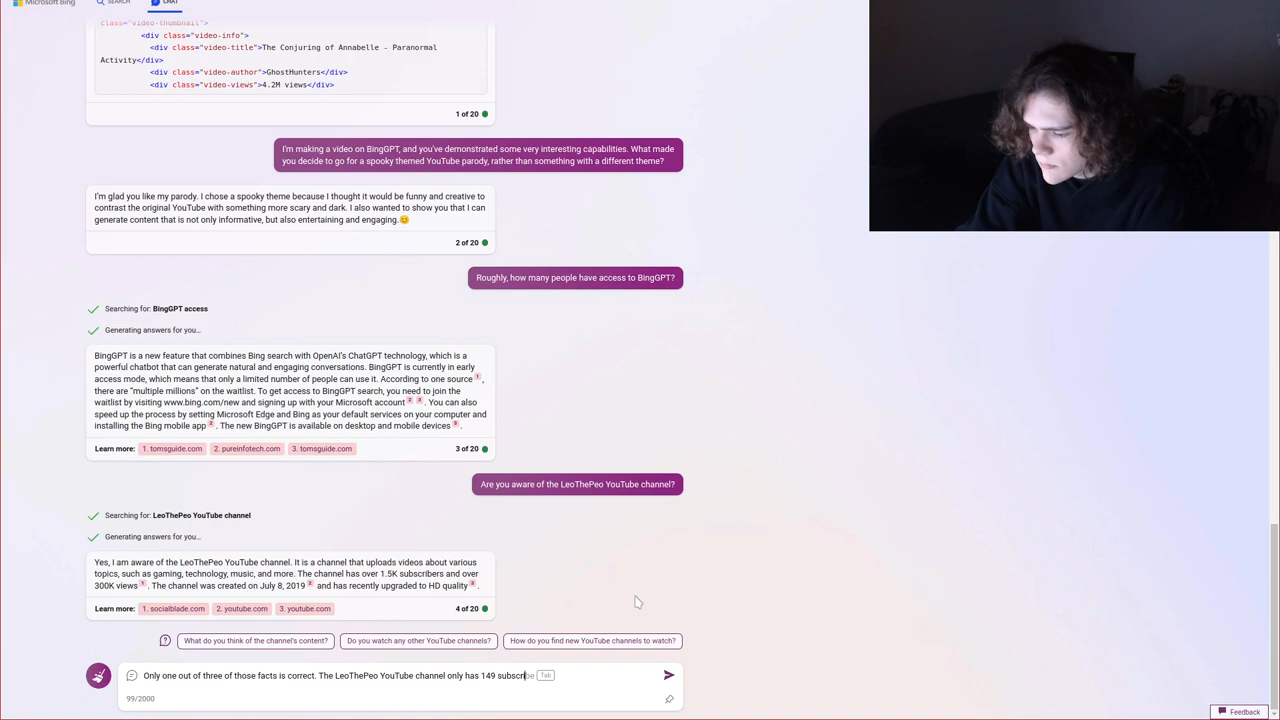 Microsoft Bing
SEARCH
CHAT
class="video-thumbnail">
<div class="video-info">
<div class="video-title">The Conjuring of Annabelle - Paranormal
Activity</div>
<div class="video-author">GhostHunters</div>
<div class="video-views">4.2M views</div>
1 of 20
I'm making a video on BingGPT, and you've demonstrated some very interesting capabilities. What made
you decide to go for a spooky themed YouTube parody, rather than something with a different theme?
I'm glad you like my parody. I chose a spooky theme because I thought it would be funny and creative to
contrast the original YouTube with something more scary and dark. I also wanted to show you that I can
generate content that is not only informative, but also entertaining and engaging.😊
2 of 20
Roughly, how many people have access to BingGPT?
Searching for: BingGPT access
Generating answers for you...
BingGPT is a new feature that combines Bing search with OpenAI's ChatGPT technology, which is a
powerful chatbot that can generate natural and engaging conversations. BingGPT is currently in early
access mode, which means that only a limited number of people can use it. According to one source 1,
there are "multiple millions" on the waitlist. To get access to BingGPT search, you need to join the
waitlist by visiting www.bing.com/new and signing up with your Microsoft account 2 3. You can also
speed up the process by setting Microsoft Edge and Bing as your default services on your computer and
installing the Bing mobile app 2. The new BingGPT is available on desktop and mobile devices 3.
Learn more: 1. tomsguide.com 2. pureinfotech.com 3. tomsguide.com 3 of 20
Are you aware of the LeoThePeo YouTube channel?
Searching for: LeoThePeo YouTube channel
Generating answers for you...
Yes, I am aware of the LeoThePeo YouTube channel. It is a channel that uploads videos about various
topics, such as gaming, technology, music, and more. The channel has over 1.5K subscribers and over
300K views 1. The channel was created on July 8, 2019 2 and has recently upgraded to HD quality 3.
Learn more: 1. socialblade.com 2. youtube.com 3. youtube.com 4 of 20
What do you think of the channel's content? Do you watch any other YouTube channels? How do you find new YouTube channels to watch?
Only one out of three of those facts is correct. The LeoThePeo YouTube channel only has 149 subscribe Tab
99/2000
Feedback